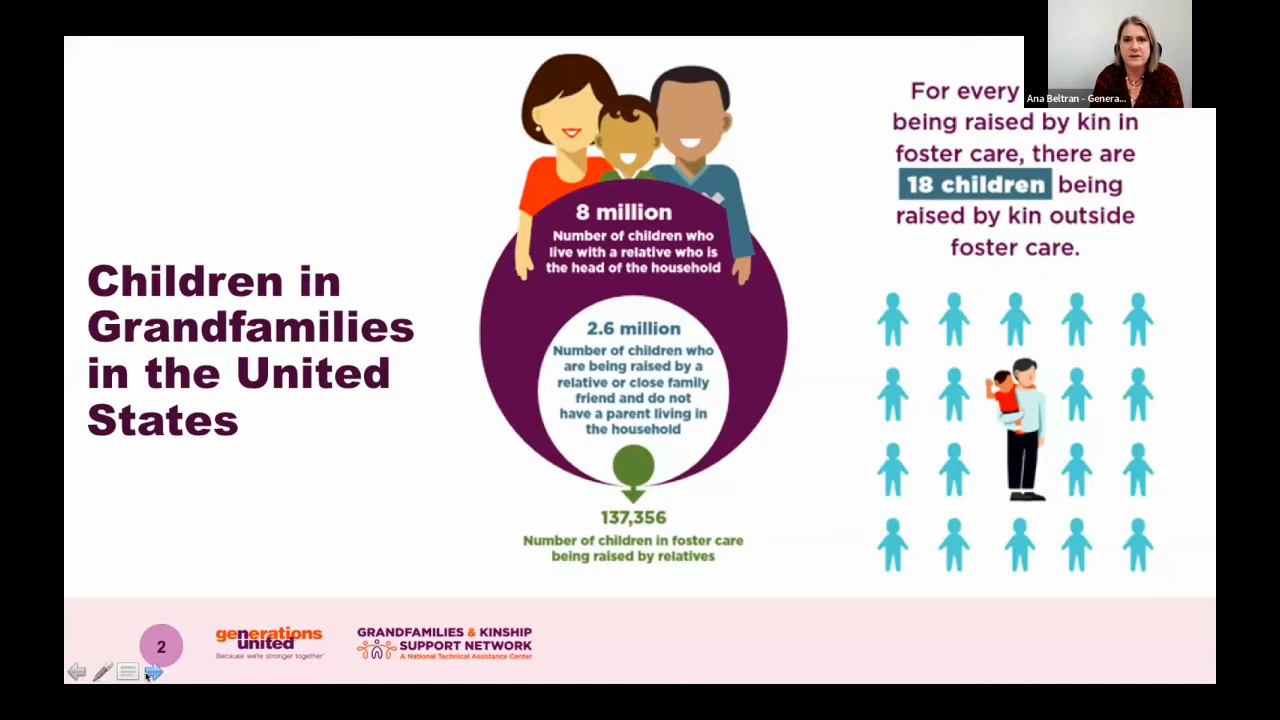 Ana Beltran - Genera...
Children in
Grandfamilies
in the United
States
8 million
Number of children who
live with a relative who is
the head of the household
2.6 million
Number of children who
are being raised by a
relative or close family
friend and do not
have a parent living in
the household
137,356
Number of children in foster care
being raised by relatives
For every
being raised by kin in
foster care, there are
18 children being
raised by kin outside
foster care.
2
generations
united
Because we're stronger together
GRANDFAMILIES & KINSHIP
SUPPORT NETWORK
A National Technical Assistance Center